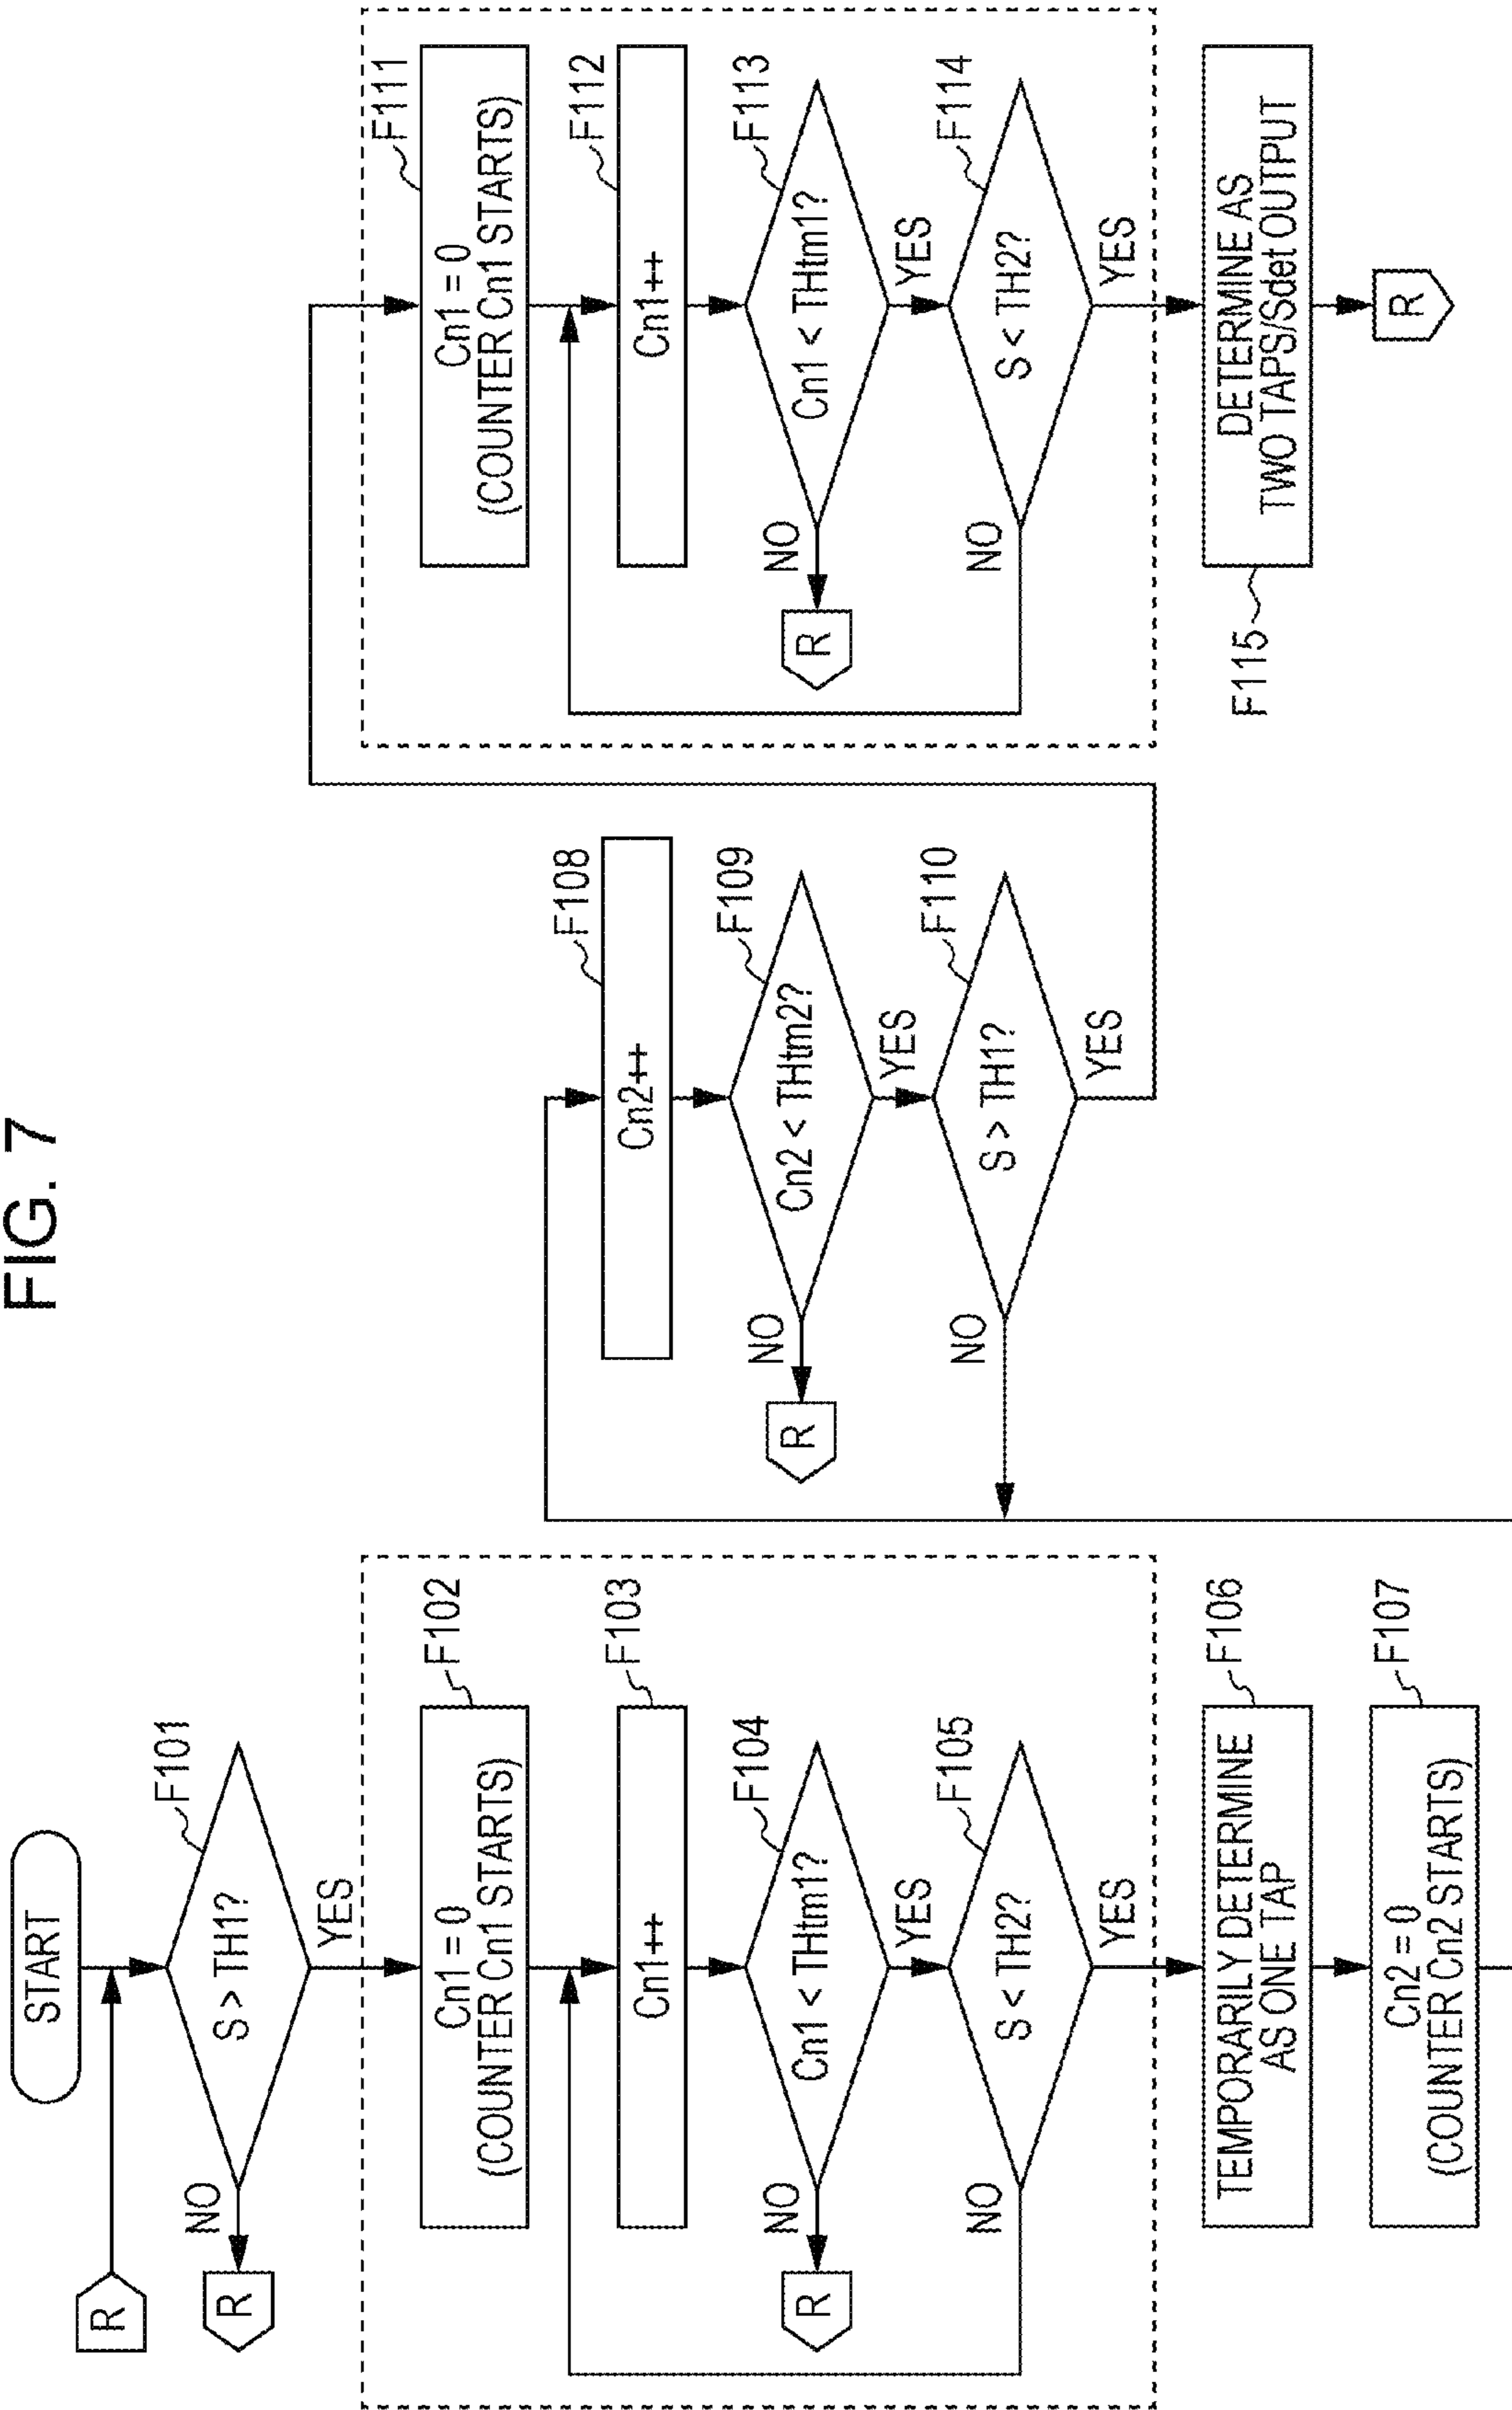 FIG. 7
START
R
F101
S > TH1?
NO
R
YES
F102
Cn1 = 0
(COUNTER Cn1 STARTS)
F103
Cn1++
F104
Cn1 < THtm1?
NO
R
YES
F105
S < TH2?
NO
YES
F106
TEMPORARILY DETERMINE
AS ONE TAP
F107
Cn2 = 0
(COUNTER Cn2 STARTS)
F108
Cn2++
F109
Cn2 < THtm2?
NO
R
YES
F110
S > TH1?
NO
YES
F111
Cn1 = 0
(COUNTER Cn1 STARTS)
F112
Cn1++
F113
Cn1 < THtm1?
NO
R
YES
F114
S < TH2?
NO
YES
F115
DETERMINE AS
TWO TAPS/Sdet OUTPUT
R